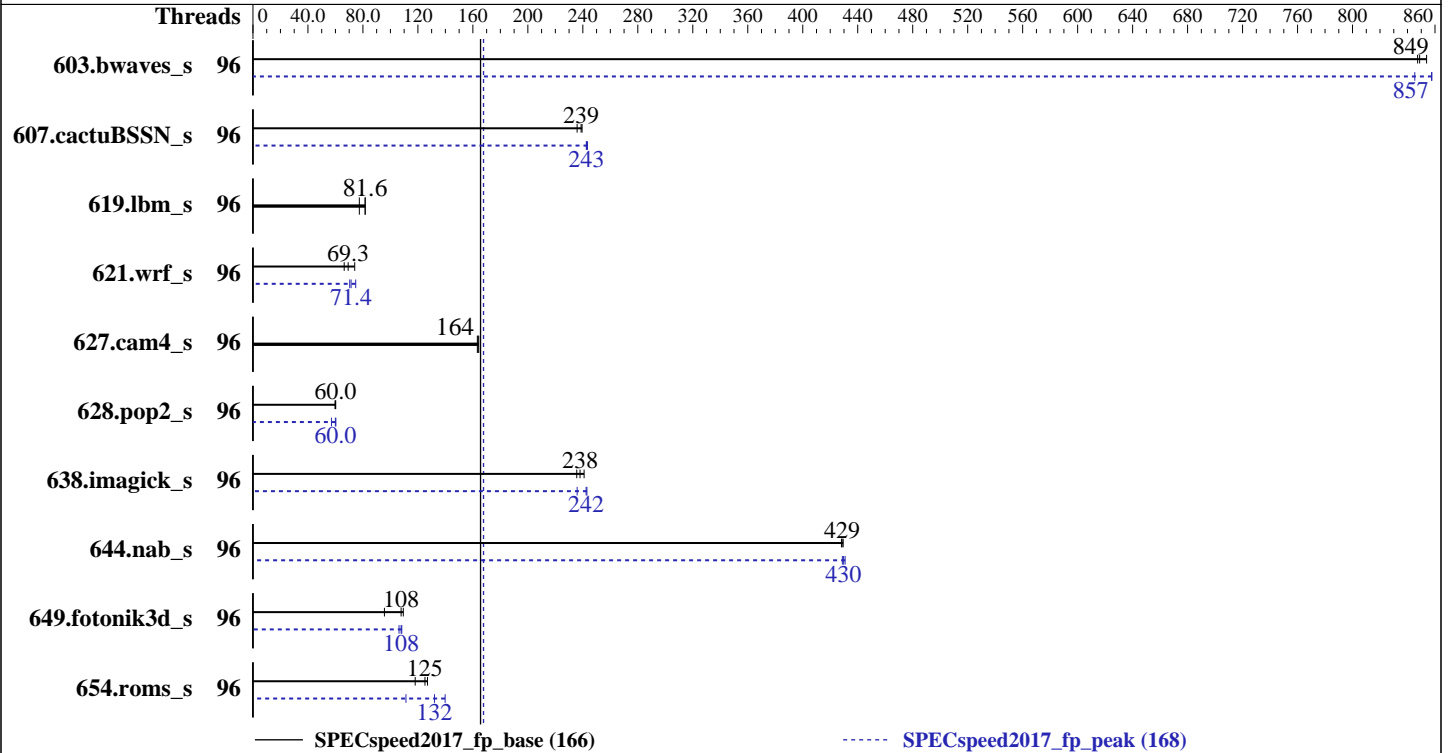 Threads 0 40.0 80.0 120 160 200 240 280 320 360 400 440 480 520 560 600 640 680 720 760 800 860
603.bwaves_s 96 849
857
607.cactuBSSN_s 96 239
243
619.lbm_s 96 81.6
621.wrf_s 96 69.3
71.4
627.cam4_s 96 164
628.pop2_s 96 60.0
60.0
638.imagick_s 96 238
242
644.nab_s 96 429
430
649.fotonik3d_s 96 108
108
654.roms_s 96 125
132
SPECspeed2017_fp_base (166) SPECspeed2017_fp_peak (168)